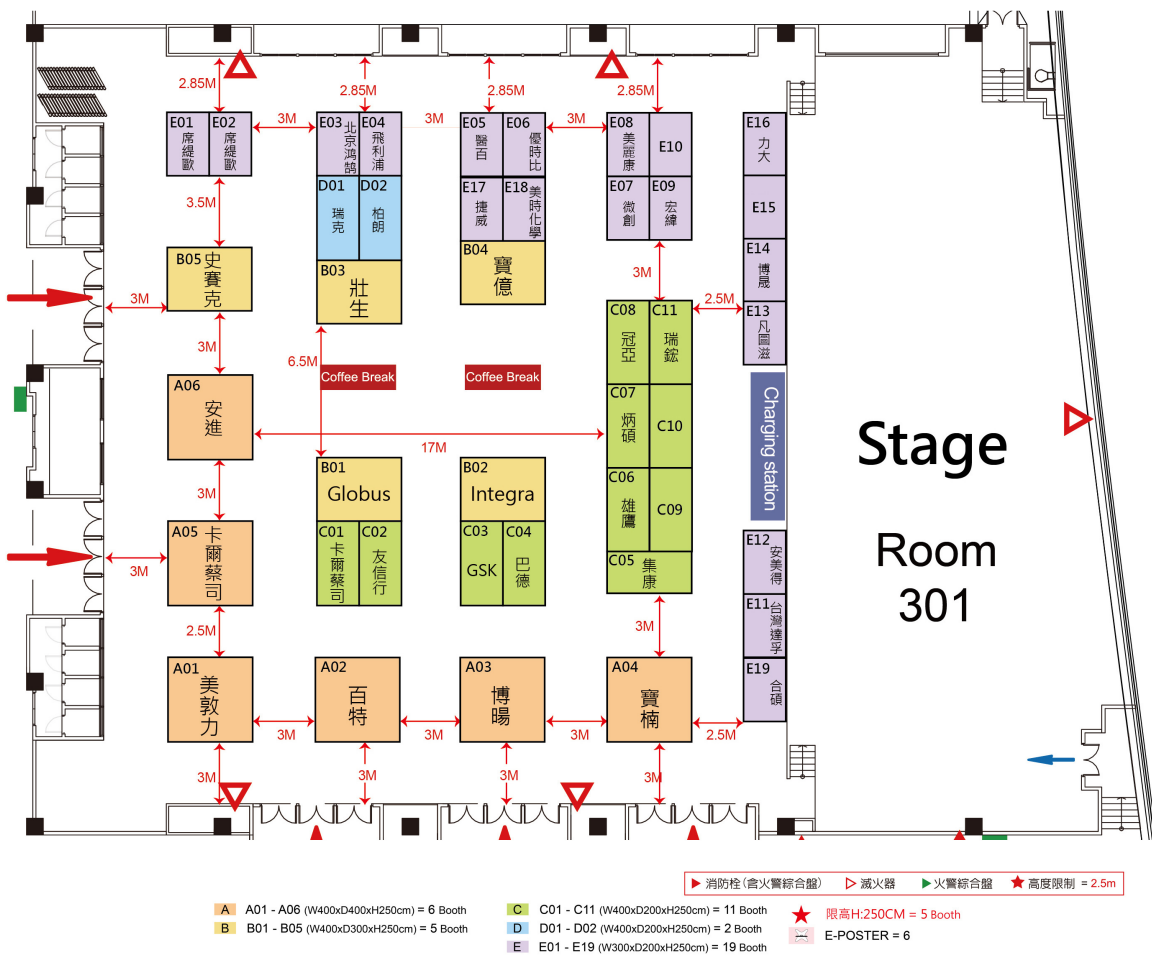 2.85M
2.85M
2.85M
2.85M
E01
席緹歐
E02
席緹歐
3M
E03
北京鸿鹄
E04
飛利浦
3M
E05
醫百
E06
優時比
3M
E08
美麗康
E10
E16
力大
D01
瑞克
D02
柏朗
E17
捷威
E18
美時化學
E07
微創
E09
宏緯
E15
3.5M
B05
史賽克
B03
壯生
B04
寶億
3M
E14
博晟
3M
2.5M
E13
凡圖滋
C08
冠亞
C11
瑞鋐
3M
6.5M
Coffee Break
Coffee Break
A06
安進
C07
炳碩
C10
Charging station
Stage
17M
B01
Globus
B02
Integra
C06
雄鷹
C09
3M
A05
卡爾蔡司
C01
卡爾蔡司
C02
友信行
C03
GSK
C04
巴德
C05
集康
E12
安美得
Room
301
3M
2.5M
3M
E11
台灣達孚
A01
美敦力
A02
百特
A03
博暘
A04
寶楠
E19
合碩
3M
3M
3M
2.5M
3M
3M
3M
3M
消防栓(含火警綜合盤)
滅火器
火警綜合盤
高度限制 = 2.5m
A A01 - A06 (W400xD400xH250cm) = 6 Booth
B B01 - B05 (W400xD300xH250cm) = 5 Booth
C C01 - C11 (W400xD200xH250cm) = 11 Booth
D D01 - D02 (W400xD200xH250cm) = 2 Booth
E E01 - E19 (W300xD200xH250cm) = 19 Booth
限高H:250CM = 5 Booth
E-POSTER = 6